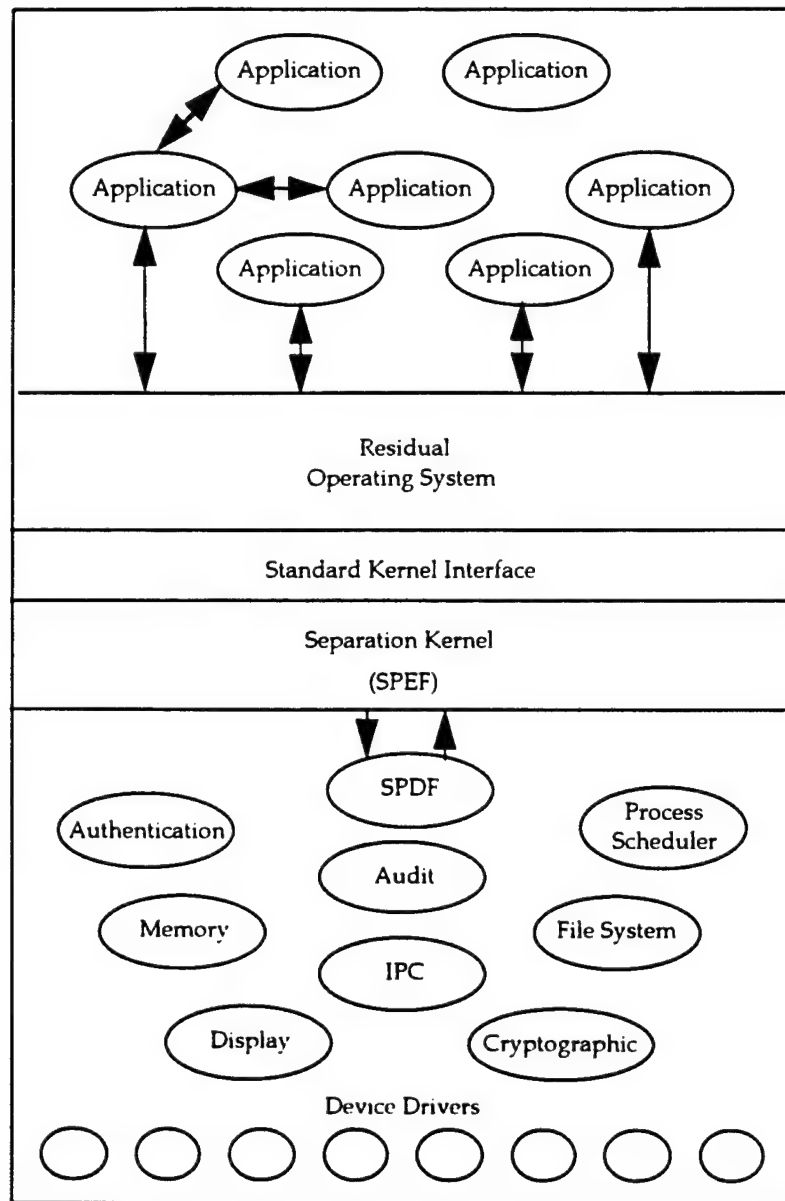 Application
Application
Application
Application
Application
Application
Application
Residual
Operating System
Standard Kernel Interface
Separation Kernel
(SPEF)
SPDF
Process
Scheduler
Authentication
Audit
Memory
File System
IPC
Display
Cryptographic
Device Drivers